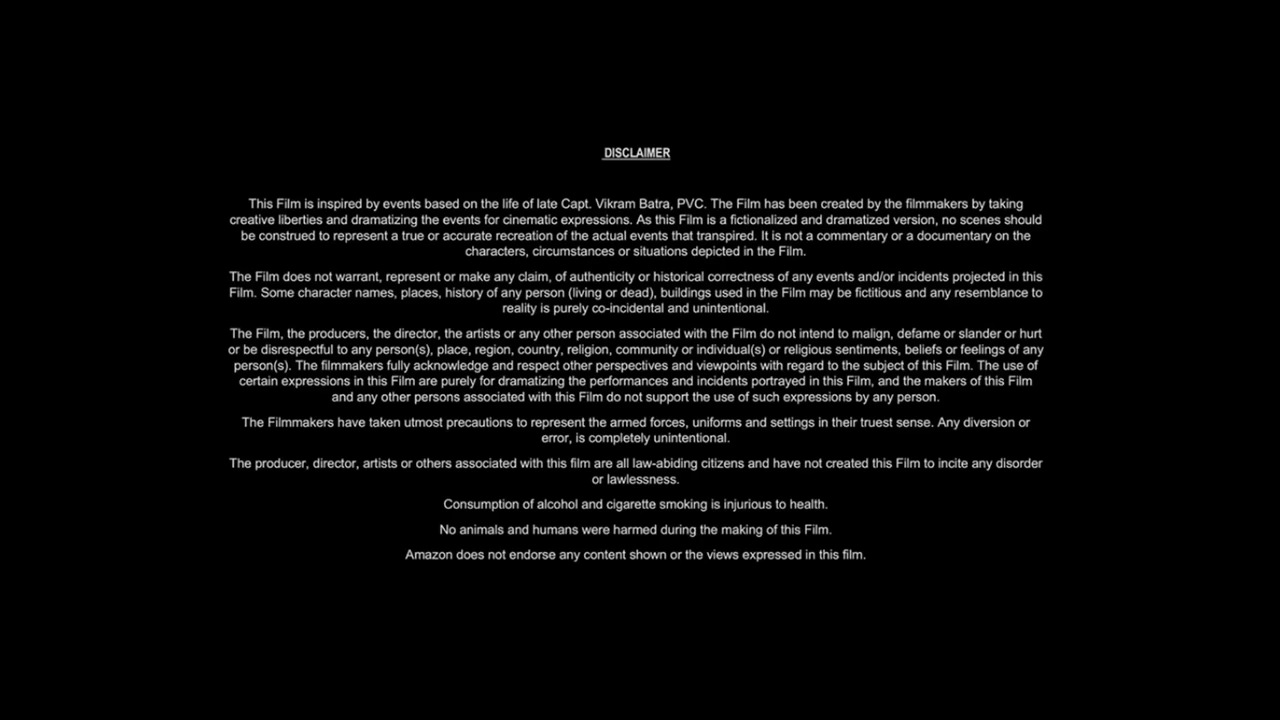 DISCLAIMER
This Film is inspired by events based on the life of late Capt. Vikram Batra, PVC. The Film has been created by the filmmakers by taking
creative liberties and dramatizing the events for cinematic expressions. As this Film is a fictionalized and dramatized version, no scenes should
be construed to represent a true or accurate recreation of the actual events that transpired. It is not a commentary or a documentary on the
characters, circumstances or situations depicted in the Film.
The Film does not warrant, represent or make any claim, of authenticity or historical correctness of any events and/or incidents projected in this
Film. Some character names, places, history of any person (living or dead), buildings used in the Film may be fictitious and any resemblance to
reality is purely co-incidental and unintentional.
The Film, the producers, the director, the artists or any other person associated with the Film do not intend to malign, defame or slander or hurt
or be disrespectful to any person(s), place, region, country, religion, community or individual(s) or religious sentiments, beliefs or feelings of any
person(s). The filmmakers fully acknowledge and respect other perspectives and viewpoints with regard to the subject of this Film. The use of
certain expressions in this Film are purely for dramatizing the performances and incidents portrayed in this Film, and the makers of this Film
and any other persons associated with this Film do not support the use of such expressions by any person.
The Filmmakers have taken utmost precautions to represent the armed forces, uniforms and settings in their truest sense. Any diversion or
error, is completely unintentional.
The producer, director, artists or others associated with this film are all law-abiding citizens and have not created this Film to incite any disorder
or lawlessness.
Consumption of alcohol and cigarette smoking is injurious to health.
No animals and humans were harmed during the making of this Film.
Amazon does not endorse any content shown or the views expressed in this film.